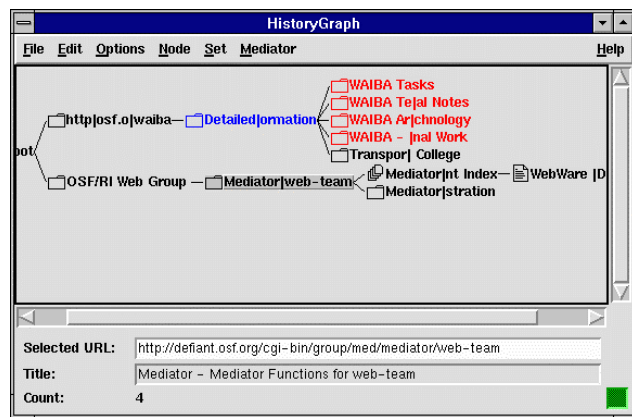 HistoryGraph
File Edit Options Node Set Mediator Help
WAIBA Tasks
WAIBA Te|al Notes
http|osf.o|waiba Detailed|ormation WAIBA Ar|chnology
WAIBA - |nal Work
oot Transpor| College
OSF/RI Web Group Mediator|web-team Mediator|nt Index WebWare |D
Mediator|stration
Selected URL: http://defiant.osf.org/cgi-bin/group/med/mediator/web-team
Title: Mediator - Mediator Functions for web-team
Count: 4